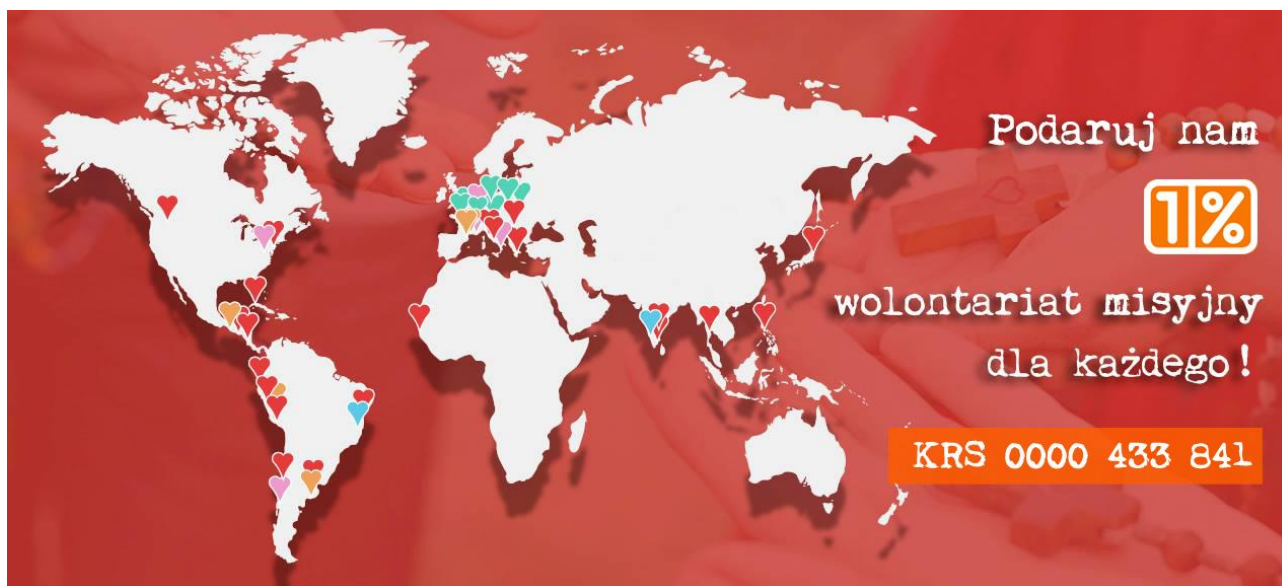 Podaruj nam
1%
wolontariat misyjny
dla każdego!
KRS 0000 433 841